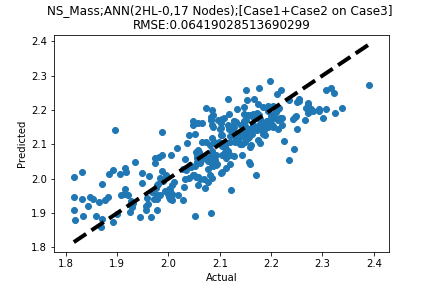 NS_Mass;ANN(2HL-0,17 Nodes);[Case1+Case2 on Case3]
RMSE:0.06419028513690299
2.4
2.3
2.2
2.1
2.0
1.9
1.8
Predicted
1.8 1.9 2.0 2.1 2.2 2.3 2.4
Actual